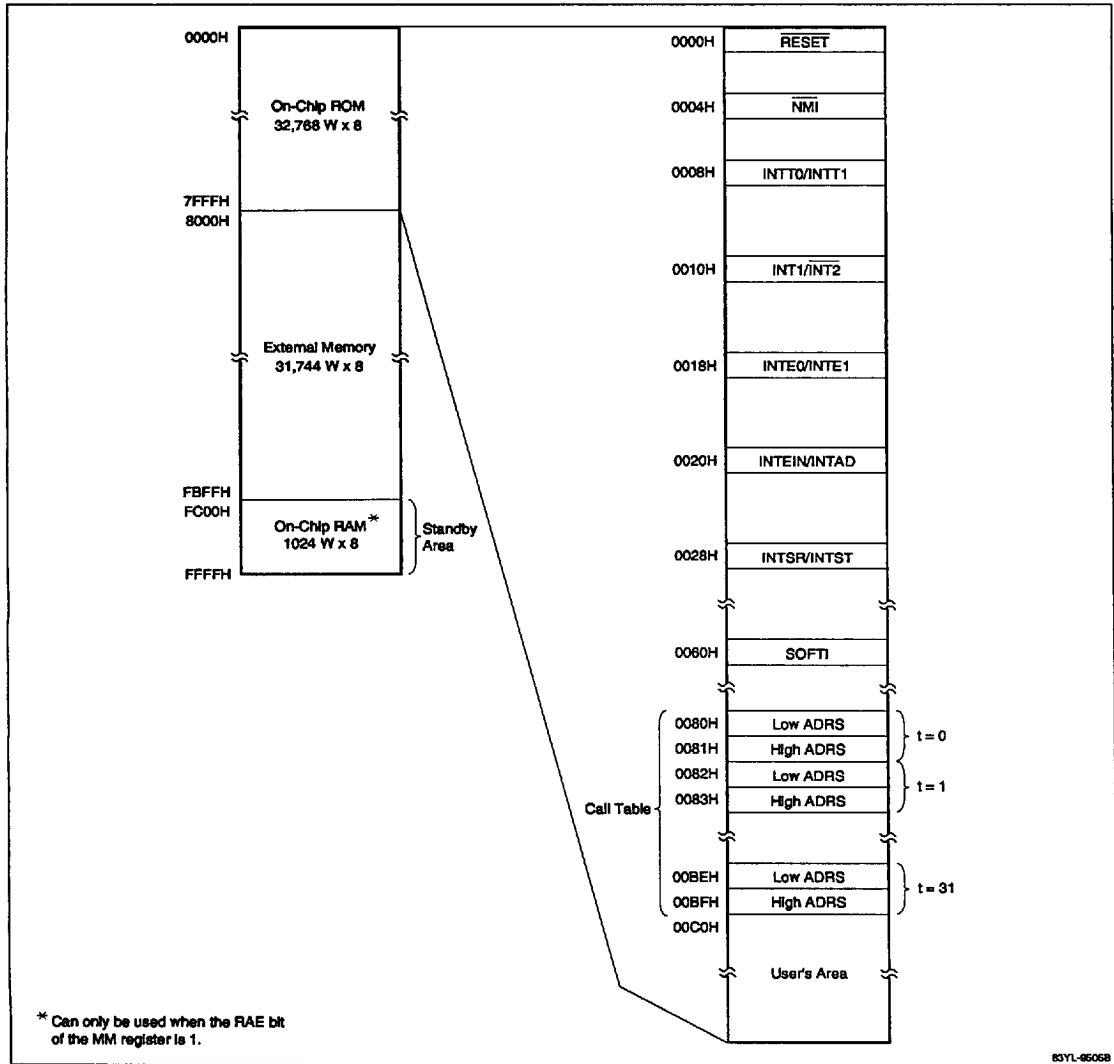 0000H
On-Chip ROM
32,768 W x 8
7FFFH
8000H
External Memory
31,744 W x 8
FBFFH
FC00H
On-Chip RAM*
1024 W x 8
Standby
Area
FFFFH
0000H
RESET
0004H
NMI
0008H
INTT0/INTT1
0010H
INT1/INT2
0018H
INTE0/INTE1
0020H
INTEIN/INTAD
0028H
INTSR/INTST
0060H
SOFTI
Call Table
0080H
Low ADRS
0081H
High ADRS
t = 0
0082H
Low ADRS
0083H
High ADRS
t = 1
00BEH
Low ADRS
00BFH
High ADRS
t = 31
00C0H
User's Area
* Can only be used when the RAE bit
of the MM register is 1.
83YL-9505B